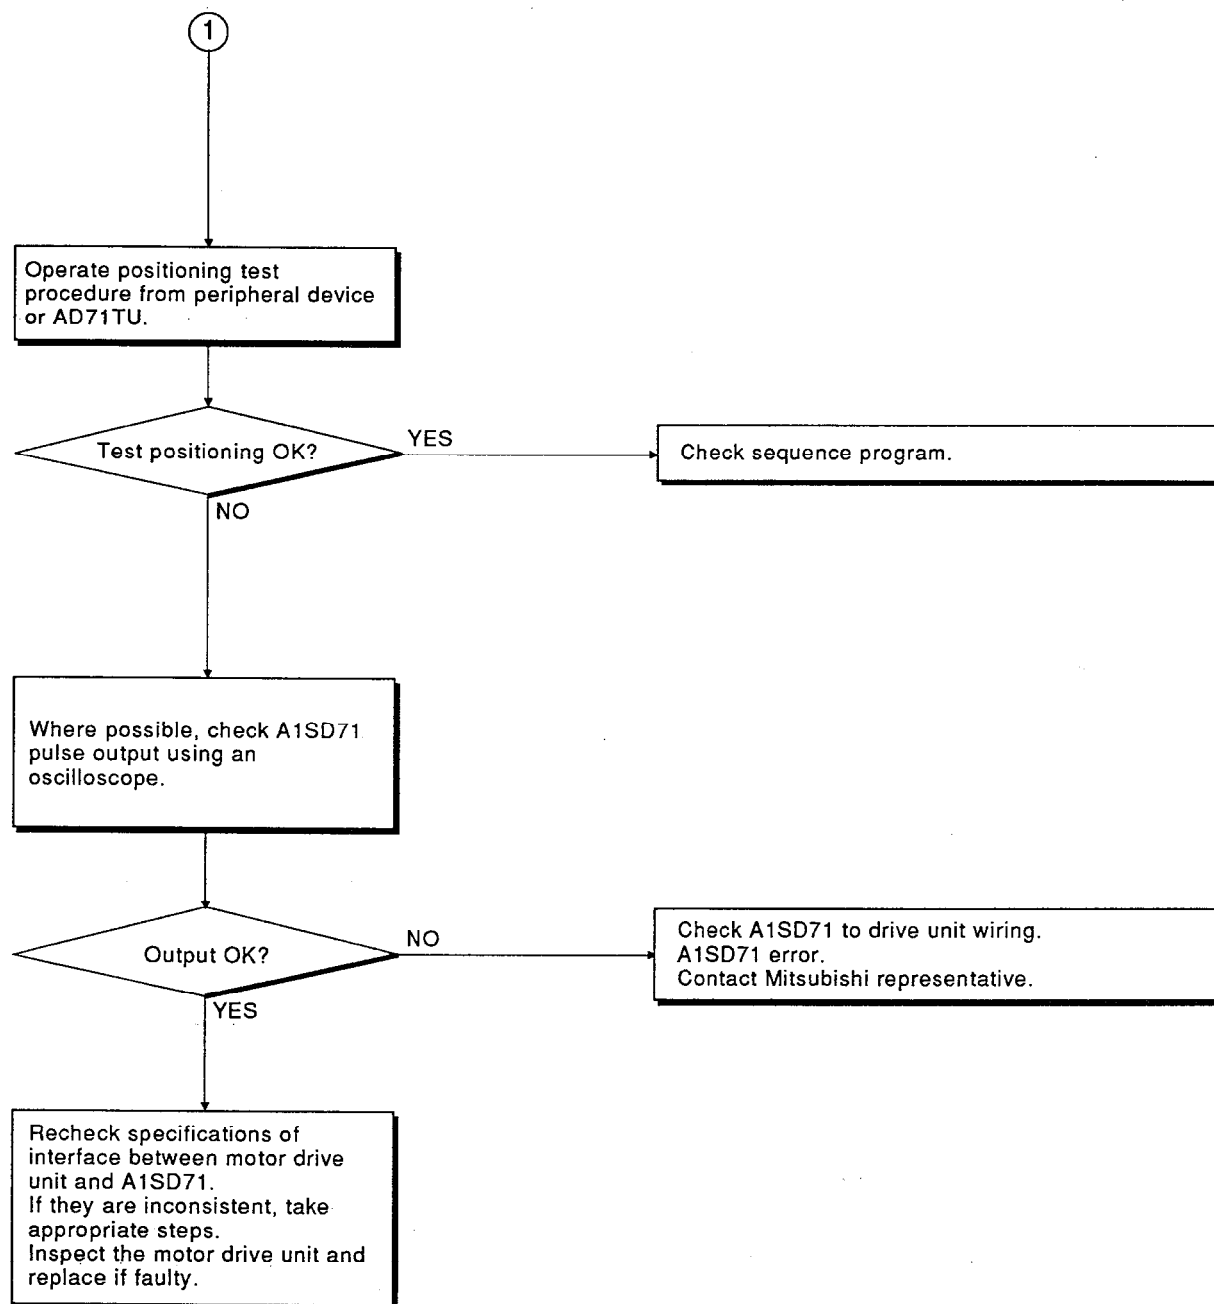 1
Operate positioning test
procedure from peripheral device
or AD71TU.
Test positioning OK?
YES
Check sequence program.
NO
Where possible, check A1SD71
pulse output using an
oscilloscope.
Output OK?
NO
Check A1SD71 to drive unit wiring.
A1SD71 error.
Contact Mitsubishi representative.
YES
Recheck specifications of
interface between motor drive
unit and A1SD71.
If they are inconsistent, take
appropriate steps.
Inspect the motor drive unit and
replace if faulty.